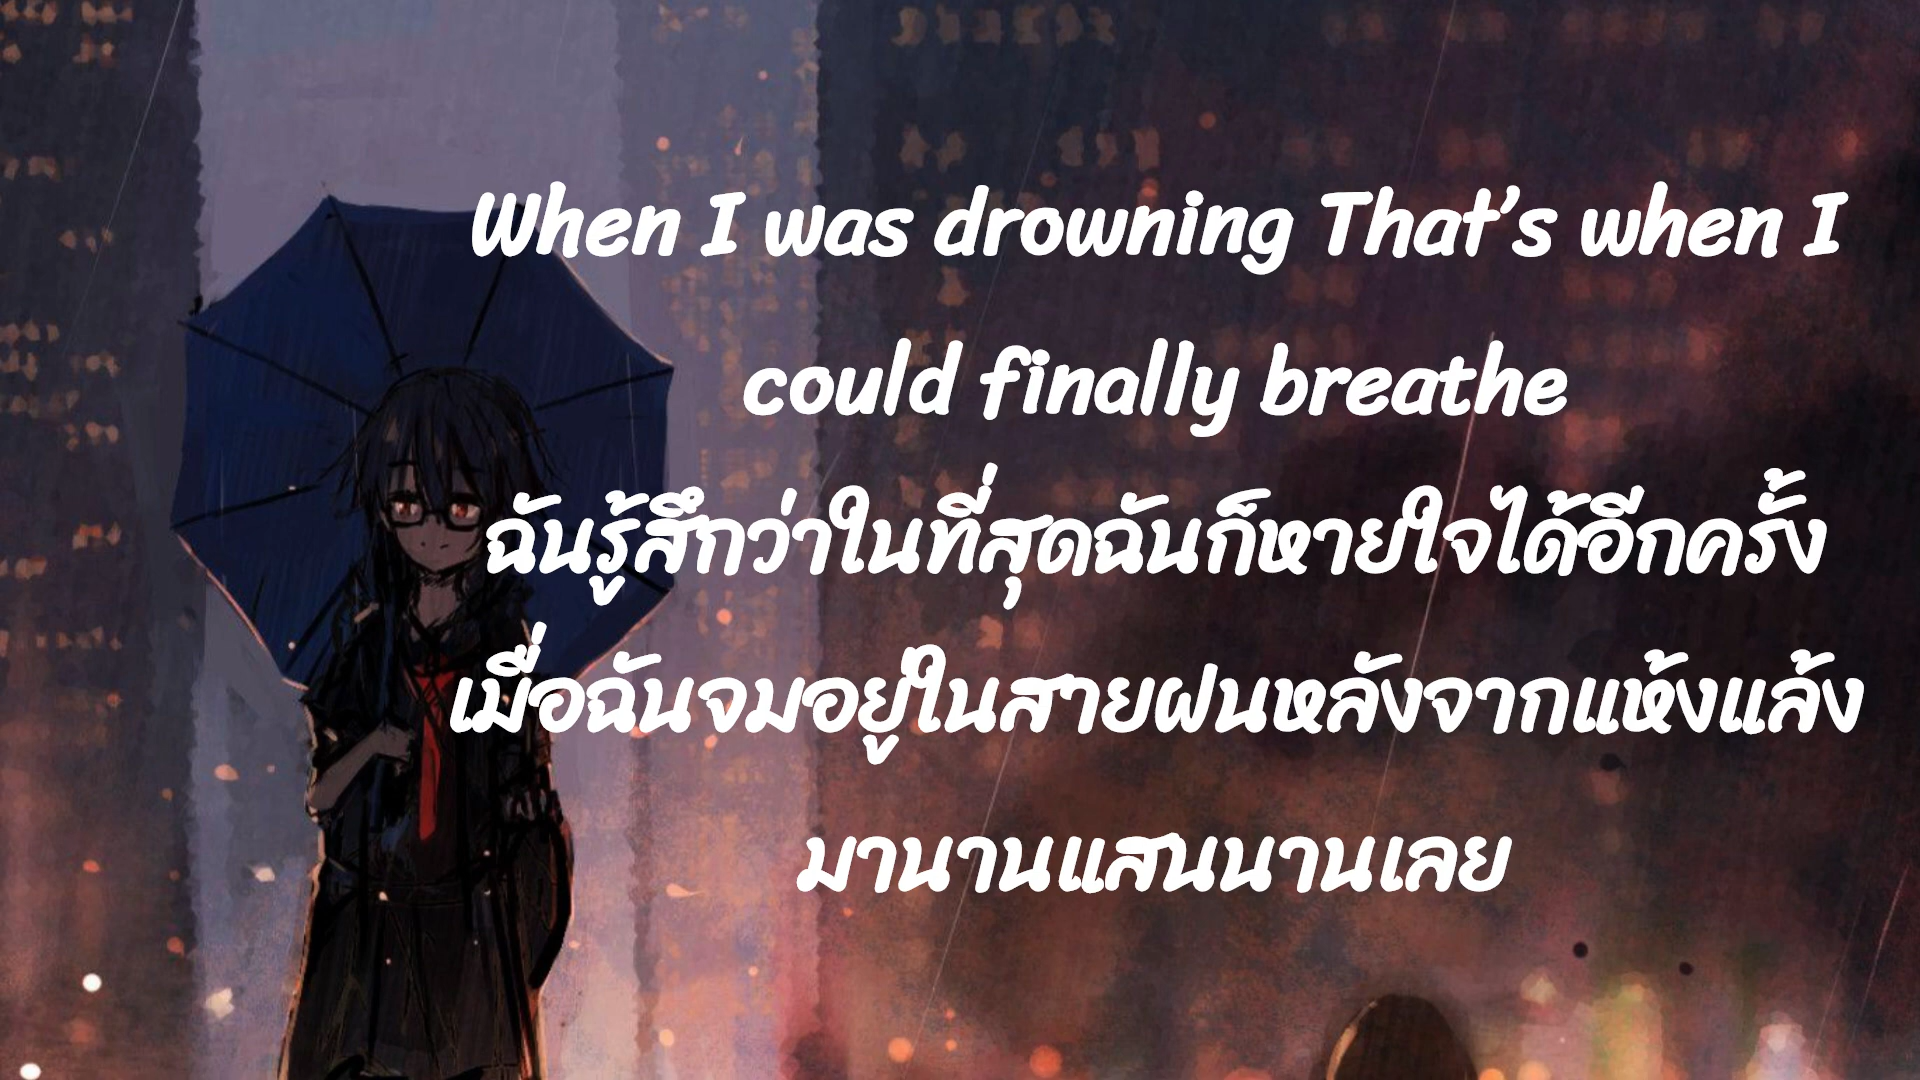 When I was drowning That's when I
could finally breathe
ฉันรู้สึกว่าในที่สุดฉันก็หายใจได้อีกครั้ง
เมื่อฉันจมอยู่ในสายฝนหลังจากแห้งแล้ง
มานานแสนนานเลย